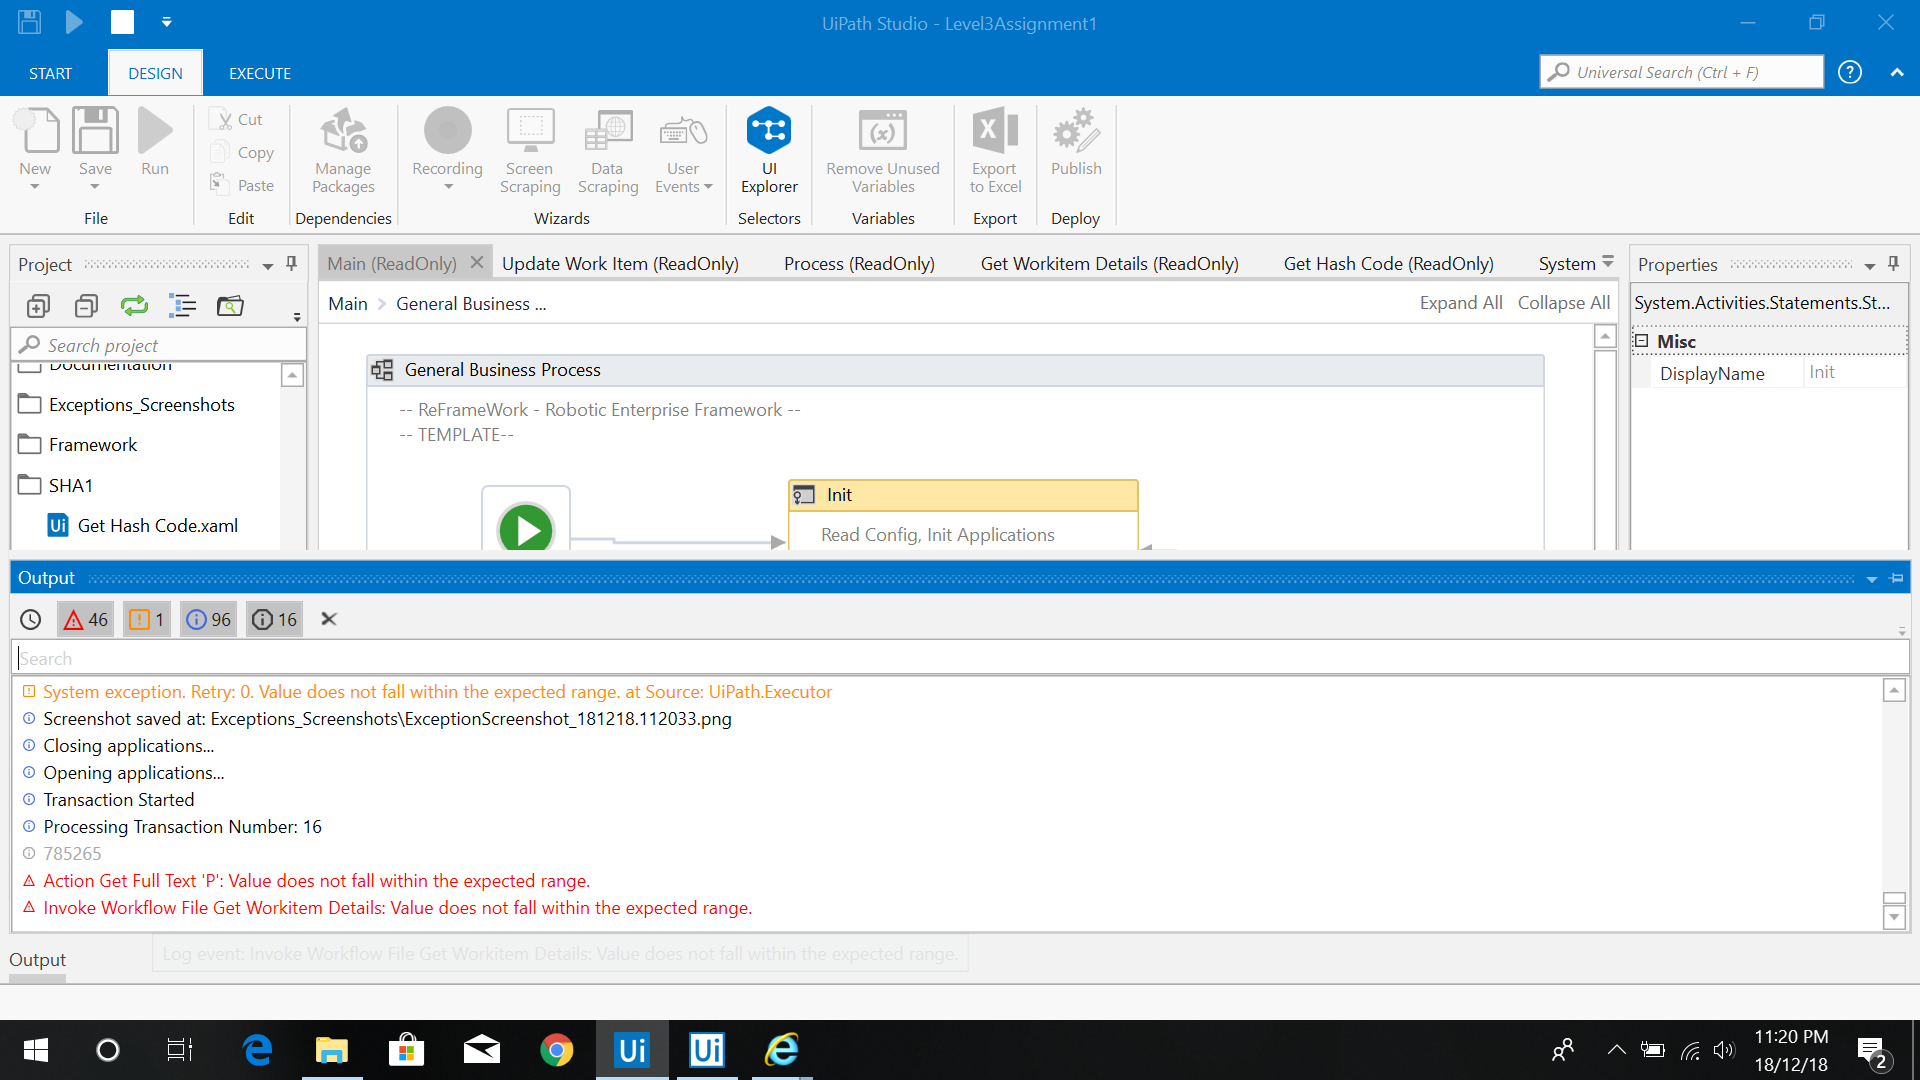 UiPath Studio - Level3Assignment1
START
DESIGN
EXECUTE
Universal Search (Ctrl + F)
New
Save
Run
File
Cut
Copy
Paste
Edit
Manage
Packages
Dependencies
Recording
Screen
Scraping
Data
Scraping
User
Events
Wizards
UI
Explorer
Selectors
Remove Unused
Variables
Variables
Export
to Excel
Export
Publish
Deploy
Project
Search project
Documentation
Exceptions_Screenshots
Framework
SHA1
Ui Get Hash Code.xaml
Main (ReadOnly)
Update Work Item (ReadOnly)
Process (ReadOnly)
Get Workitem Details (ReadOnly)
Get Hash Code (ReadOnly)
System
Main > General Business ...
Expand All
Collapse All
General Business Process
-- ReFrameWork - Robotic Enterprise Framework --
-- TEMPLATE--
Init
Read Config, Init Applications
Properties
System.Activities.Statements.St...
Misc
DisplayName
Init
Output
46
1
96
16
Search
System exception. Retry: 0. Value does not fall within the expected range. at Source: UiPath.Executor
Screenshot saved at: Exceptions_Screenshots\ExceptionScreenshot_181218.112033.png
Closing applications...
Opening applications...
Transaction Started
Processing Transaction Number: 16
785265
Action Get Full Text 'P': Value does not fall within the expected range.
Invoke Workflow File Get Workitem Details: Value does not fall within the expected range.
Log event: Invoke Workflow File Get Workitem Details: Value does not fall within the expected range.
Output
Ui
Ui
11:20 PM
18/12/18
2